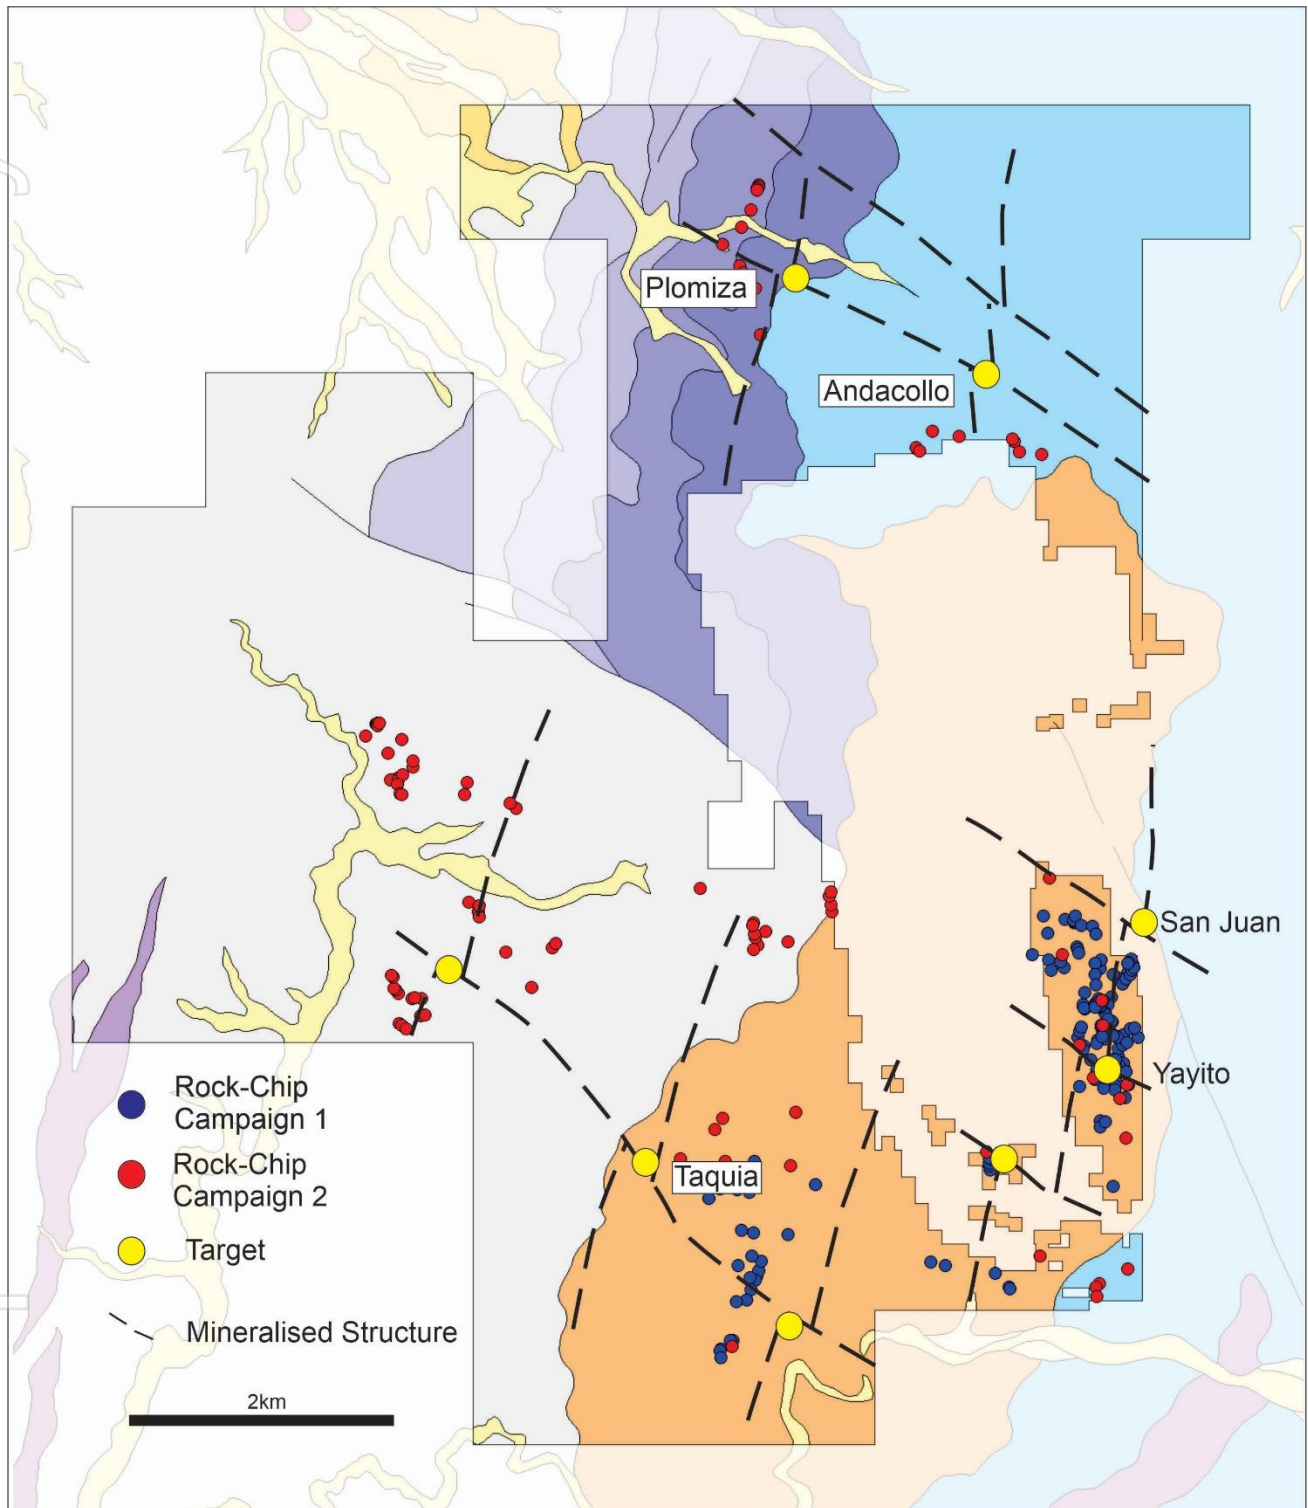 Plomiza
Andacollo
San Juan
Yayito
Taquia
Rock-Chip
Campaign 1
Rock-Chip
Campaign 2
Target
Mineralised Structure
2km